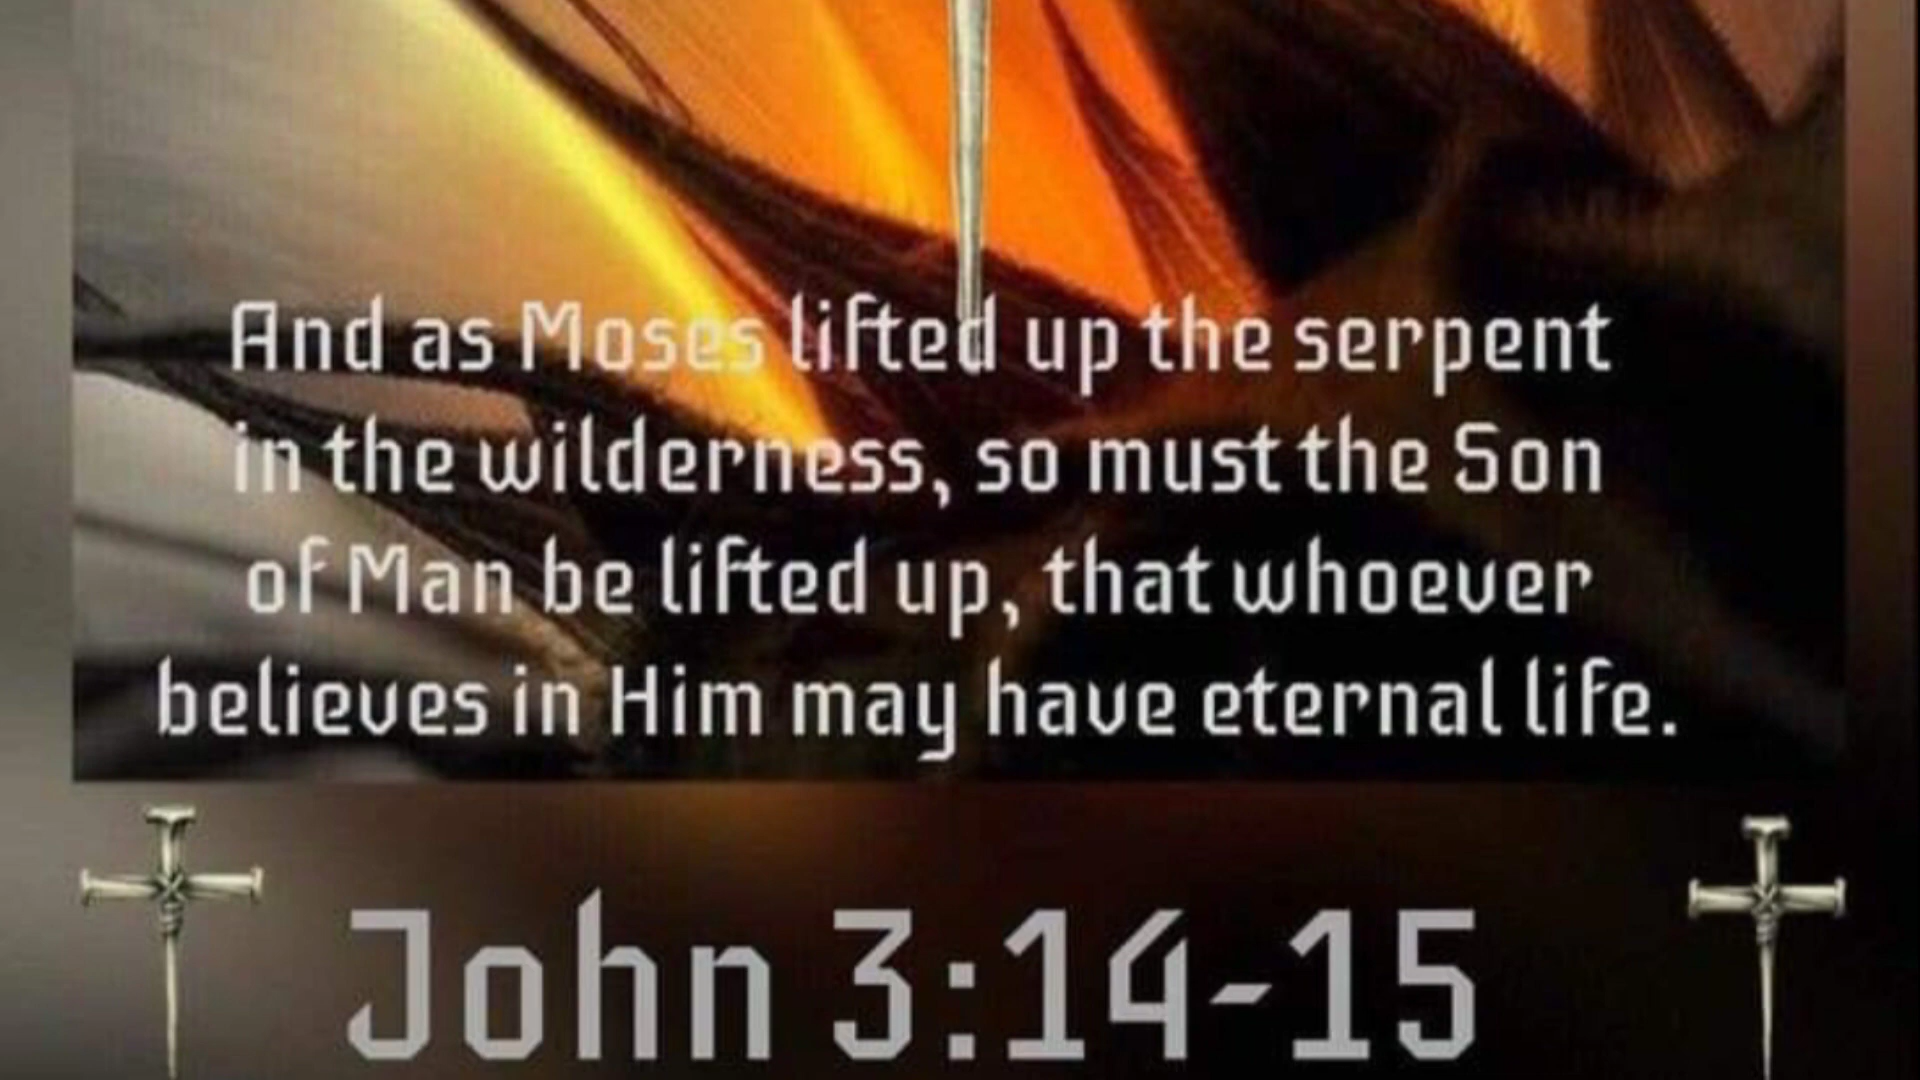 And as Moses lifted up the serpent
in the wilderness, so must the Son
of Man be lifted up, that whoever
believes in Him may have eternal life.
John 3:14-15